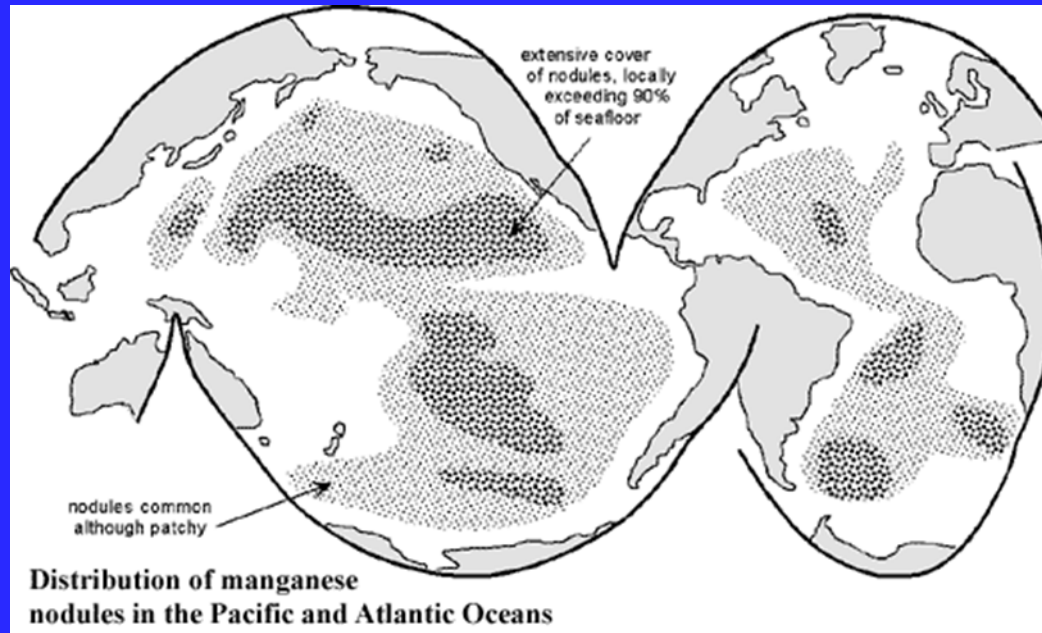 extensive cover
of nodules, locally
exceeding 90%
of seafloor
nodules common
although patchy
Distribution of manganese
nodules in the Pacific and Atlantic Oceans